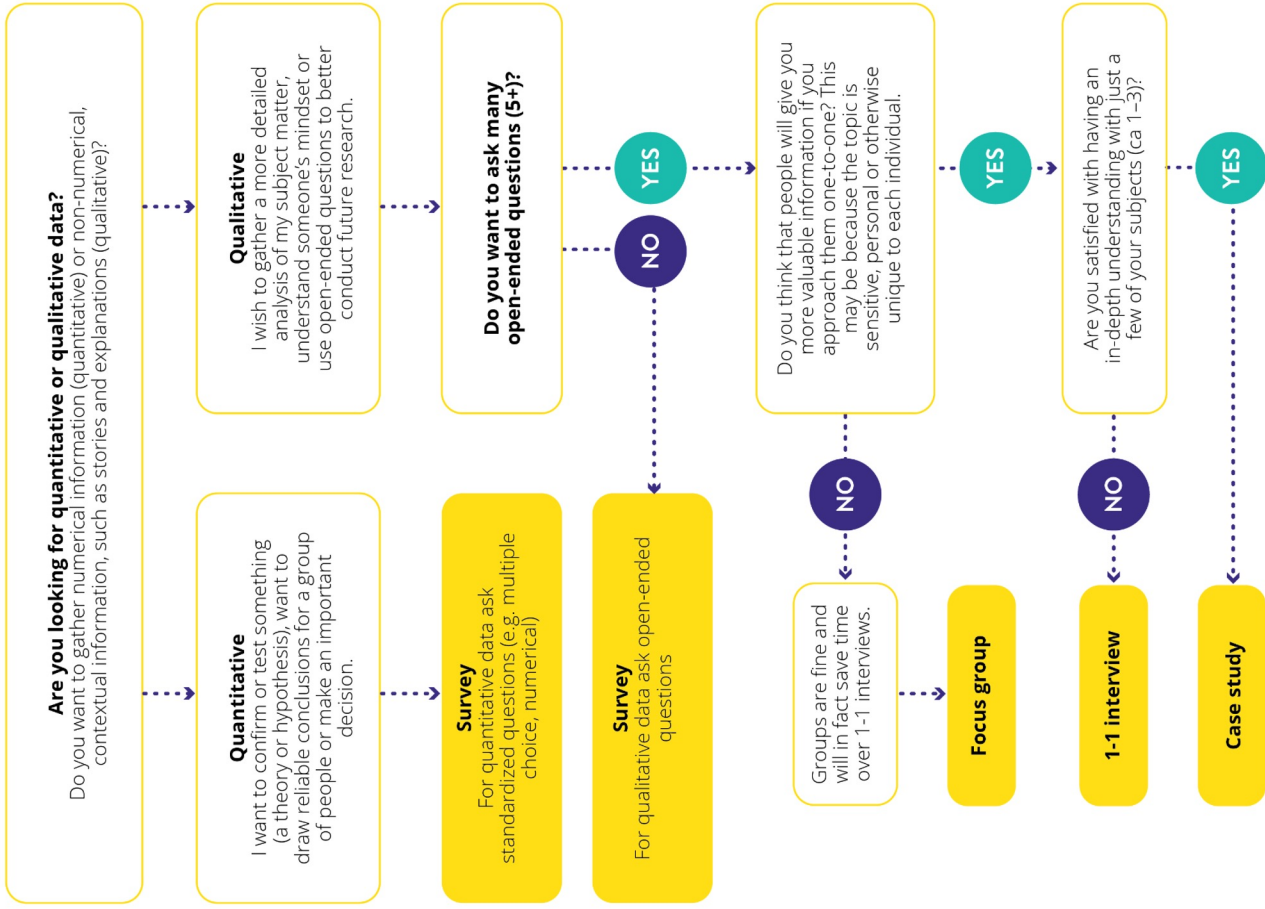 Are you looking for quantitative or qualitative data?
Do you want to gather numerical information (quantitative) or non-numerical,
contextual information, such as stories and explanations (qualitative)?
Quantitative
I want to confirm or test something
(a theory or hypothesis), want to
draw reliable conclusions for a group
of people or make an important
decision.
Qualitative
I wish to gather a more detailed
analysis of my subject matter,
understand someone's mindset or
use open-ended questions to better
conduct future research.
Survey
For quantitative data ask
standardized questions (e.g. multiple
choice, numerical)
Do you want to ask many
open-ended questions (5+)?
NO
YES
Survey
For qualitative data ask open-ended
questions
Do you think that people will give you
more valuable information if you
approach them one-to-one? This
may be because the topic is
sensitive, personal or otherwise
unique to each individual.
NO
YES
Groups are fine and
will in fact save time
over 1-1 interviews.
Focus group
Are you satisfied with having an
in-depth understanding with just a
few of your subjects (ca 1–3)?
NO
YES
1-1 interview
Case study